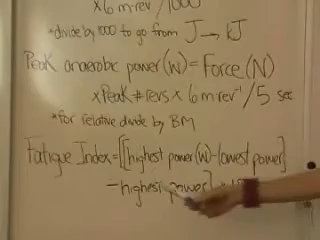 x6 m·rev⁻¹/1000
*divide by 1000 to go from J → kJ
Peak anaerobic power(W) = Force(N)
x Peak # revs x 6 m·rev⁻¹/5 sec
*For relative divide by BM
Fatigue Index = [[highest power (W) - lowest power]
÷ highest power]